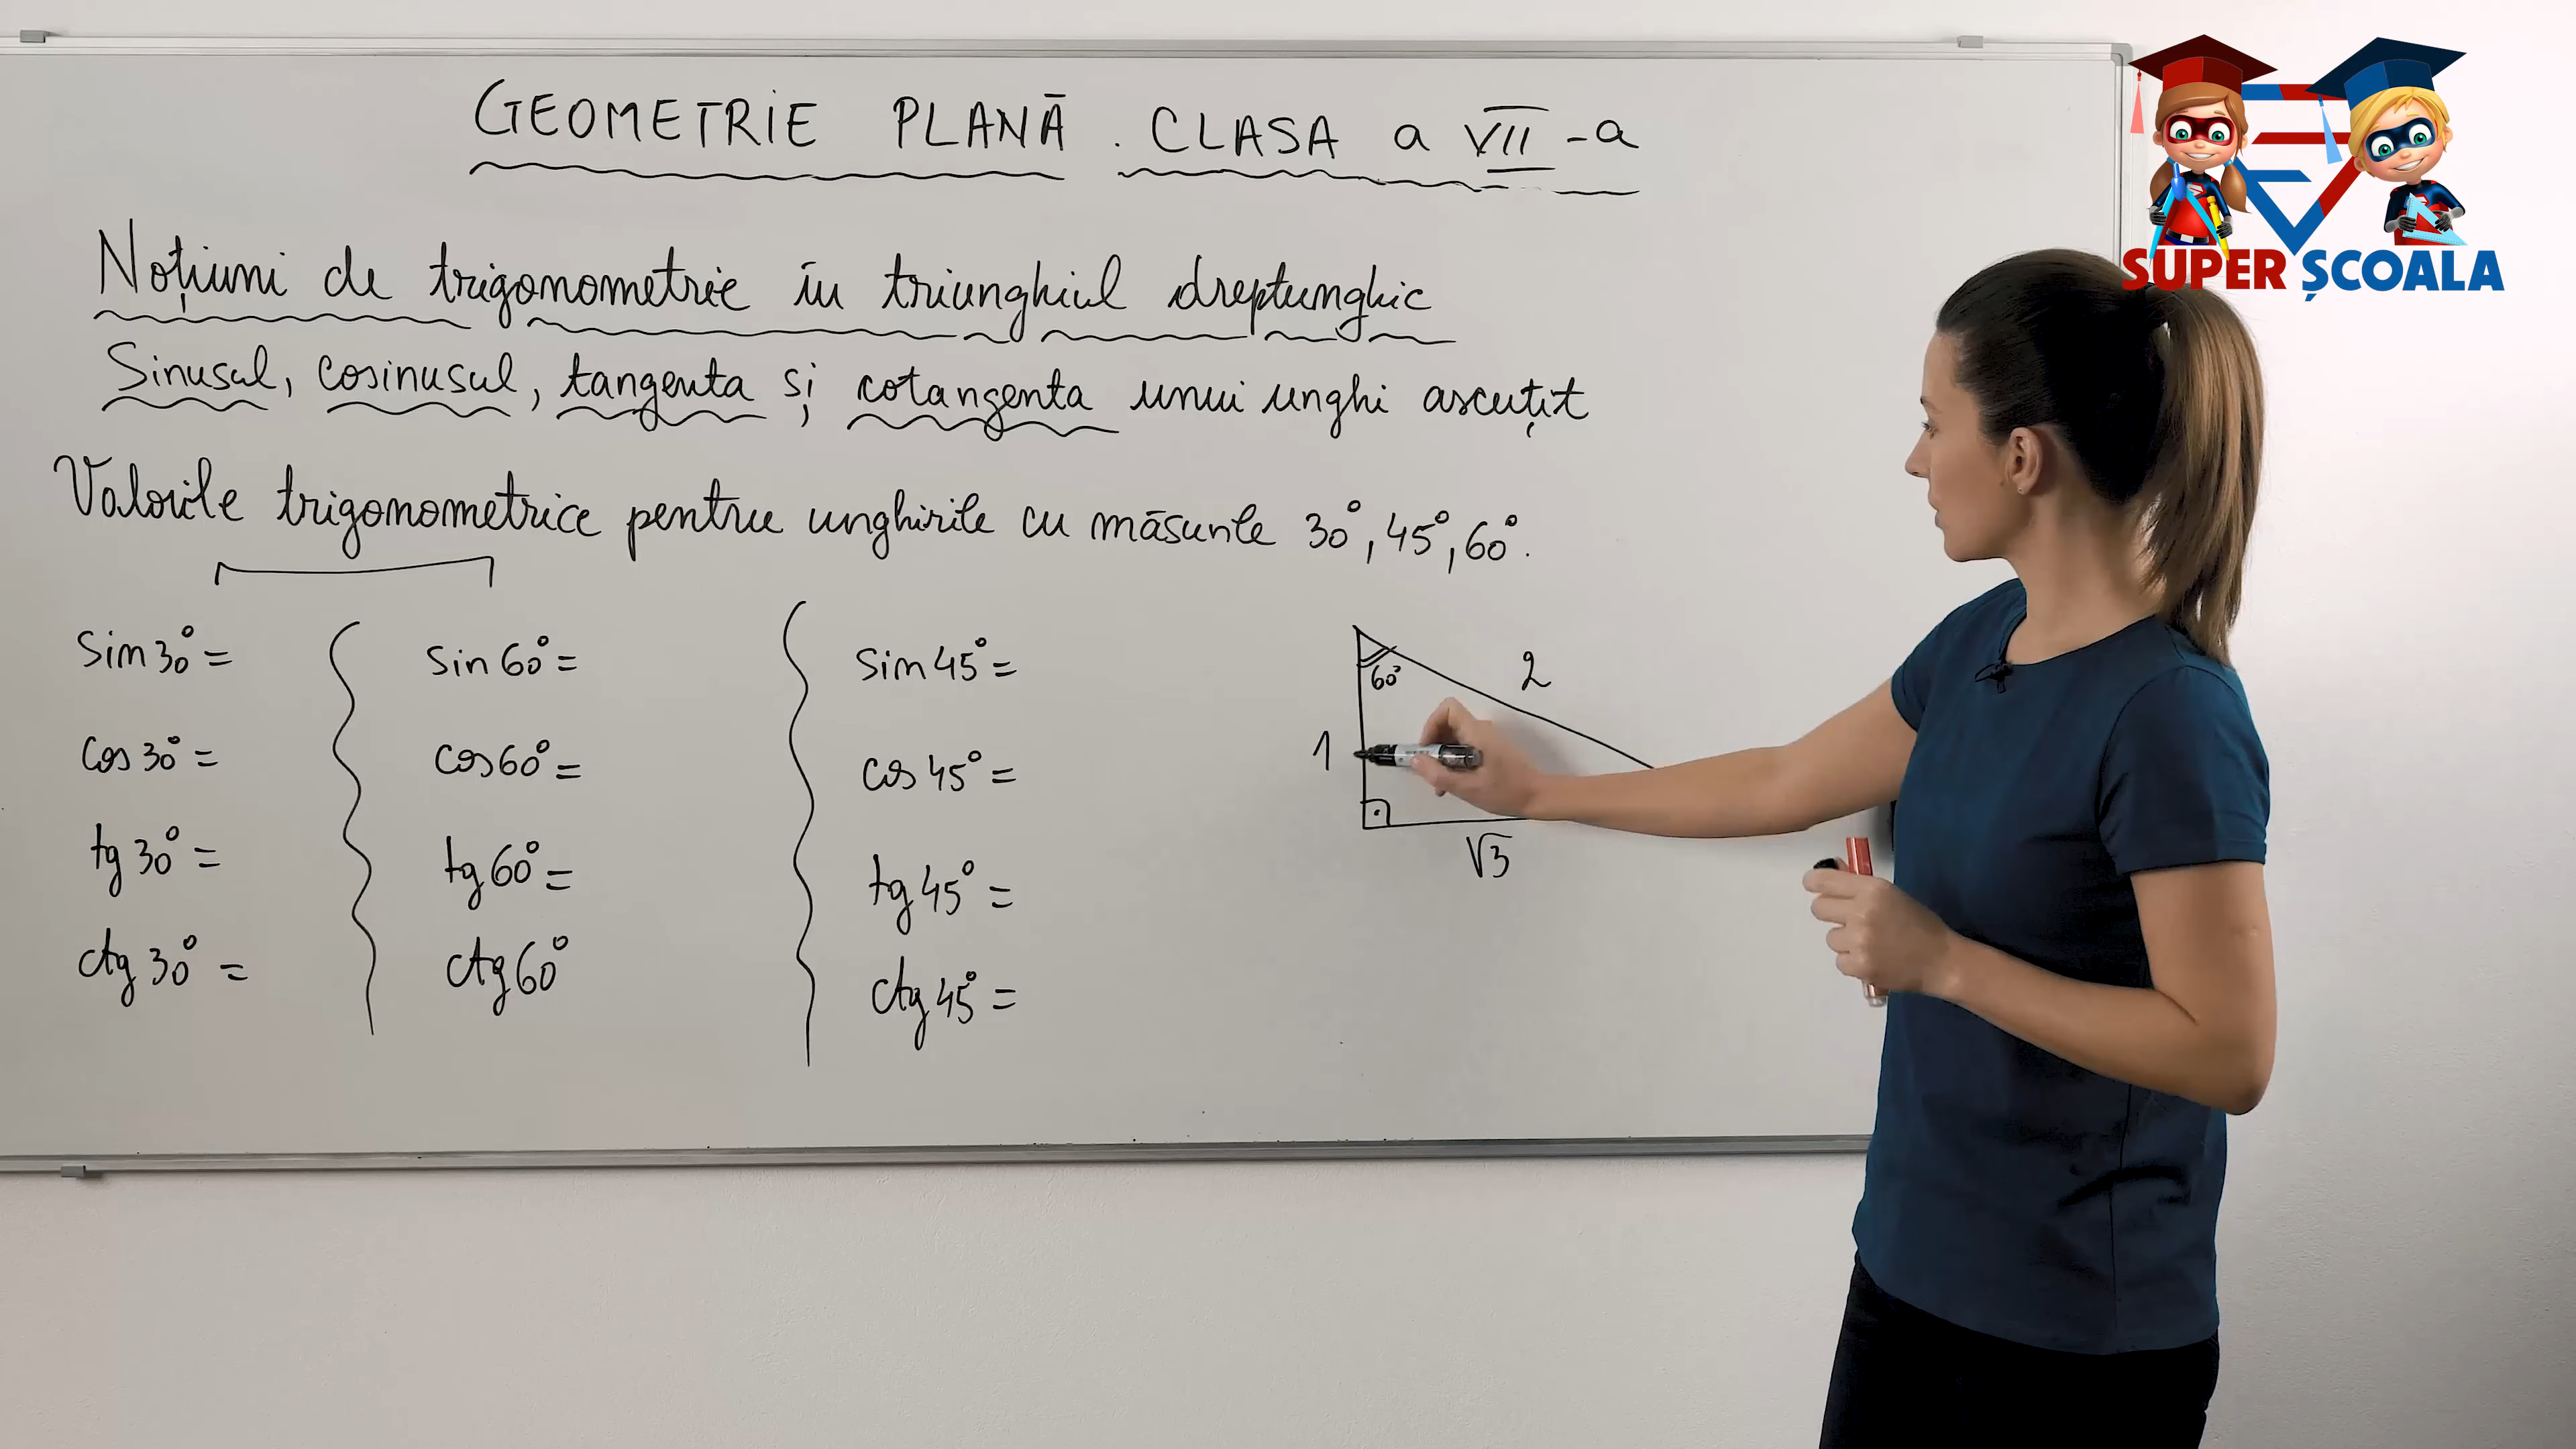 GEOMETRIE PLANĂ. CLASA a VII-a
SUPER ȘCOALA
Noțiuni de trigonometrie în triunghiul dreptunghic
Sinusul, cosinusul, tangenta și cotangenta unui unghi ascuțit
Valorile trigonometrice pentru unghiurile cu măsurile 30°, 45°, 60°.
sin 30° =
cos 30° =
tg 30° =
ctg 30° =
sin 60° =
cos 60° =
tg 60° =
ctg 60°
sin 45° =
cos 45° =
tg 45° =
ctg 45° =
60°
2
1
√3